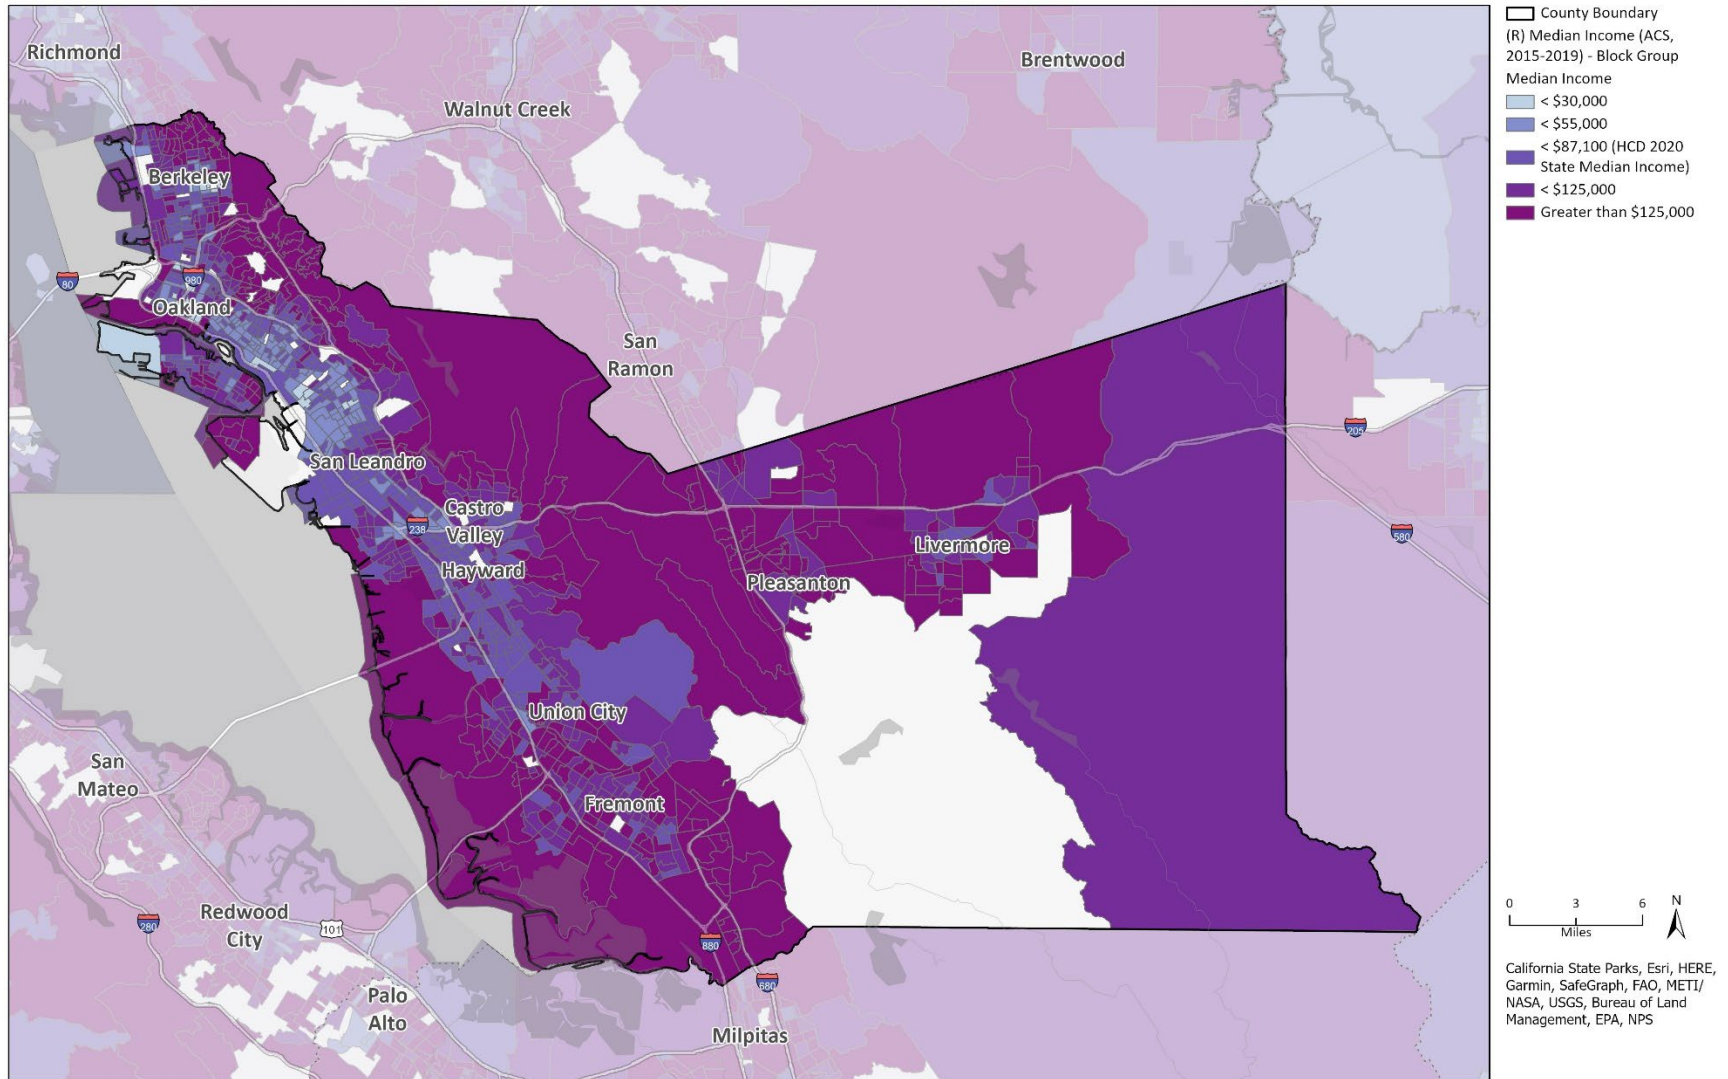 Richmond
Brentwood
Walnut Creek
Berkeley
80
980
Oakland
San
Ramon
205
San Leandro
Castro
Valley
238
580
Livermore
Hayward
Pleasanton
Union City
San
Mateo
Fremont
Redwood
City
280
101
880
680
Palo
Alto
Milpitas
County Boundary
(R) Median Income (ACS,
2015-2019) - Block Group
Median Income
< $30,000
< $55,000
< $87,100 (HCD 2020
State Median Income)
< $125,000
Greater than $125,000
0 3 6
Miles
N
California State Parks, Esri, HERE,
Garmin, SafeGraph, FAO, METI/
NASA, USGS, Bureau of Land
Management, EPA, NPS